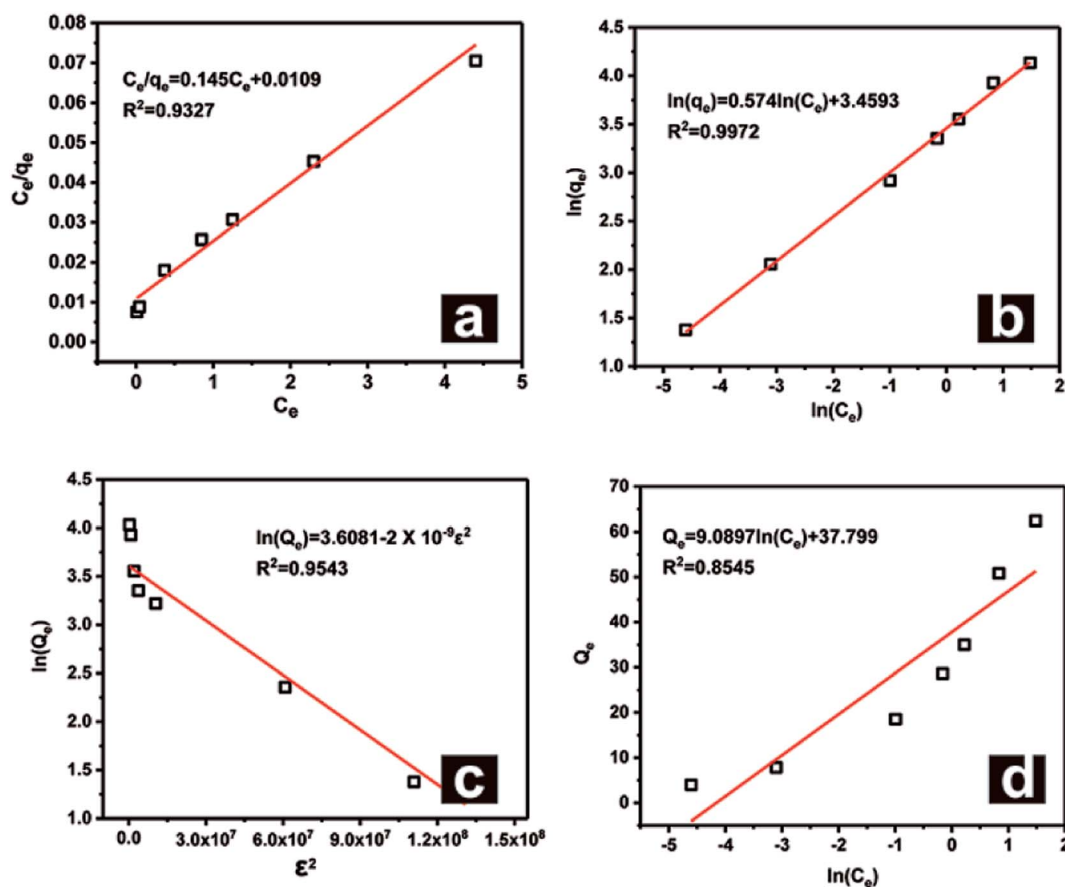 0.08
0.07
0.06
0.05
0.04
0.03
0.02
0.01
0.00
Cₑ/qₑ
Cₑ/qₑ=0.145Cₑ+0.0109
R²=0.9327
a
0 1 2 3 4 5
Cₑ
4.5
4.0
3.5
3.0
2.5
2.0
1.5
1.0
ln(qₑ)
ln(qₑ)=0.574ln(Cₑ)+3.4593
R²=0.9972
b
-5 -4 -3 -2 -1 0 1 2
ln(Cₑ)
4.5
4.0
3.5
3.0
2.5
2.0
1.5
1.0
ln(Qₑ)
ln(Qₑ)=3.6081-2 X 10⁻⁹ε²
R²=0.9543
c
0.0 3.0x10⁷ 6.0x10⁷ 9.0x10⁷ 1.2x10⁸ 1.5x10⁸
ε²
70
60
50
40
30
20
10
0
Qₑ
Qₑ=9.0897ln(Cₑ)+37.799
R²=0.8545
d
-5 -4 -3 -2 -1 0 1 2
ln(Cₑ)